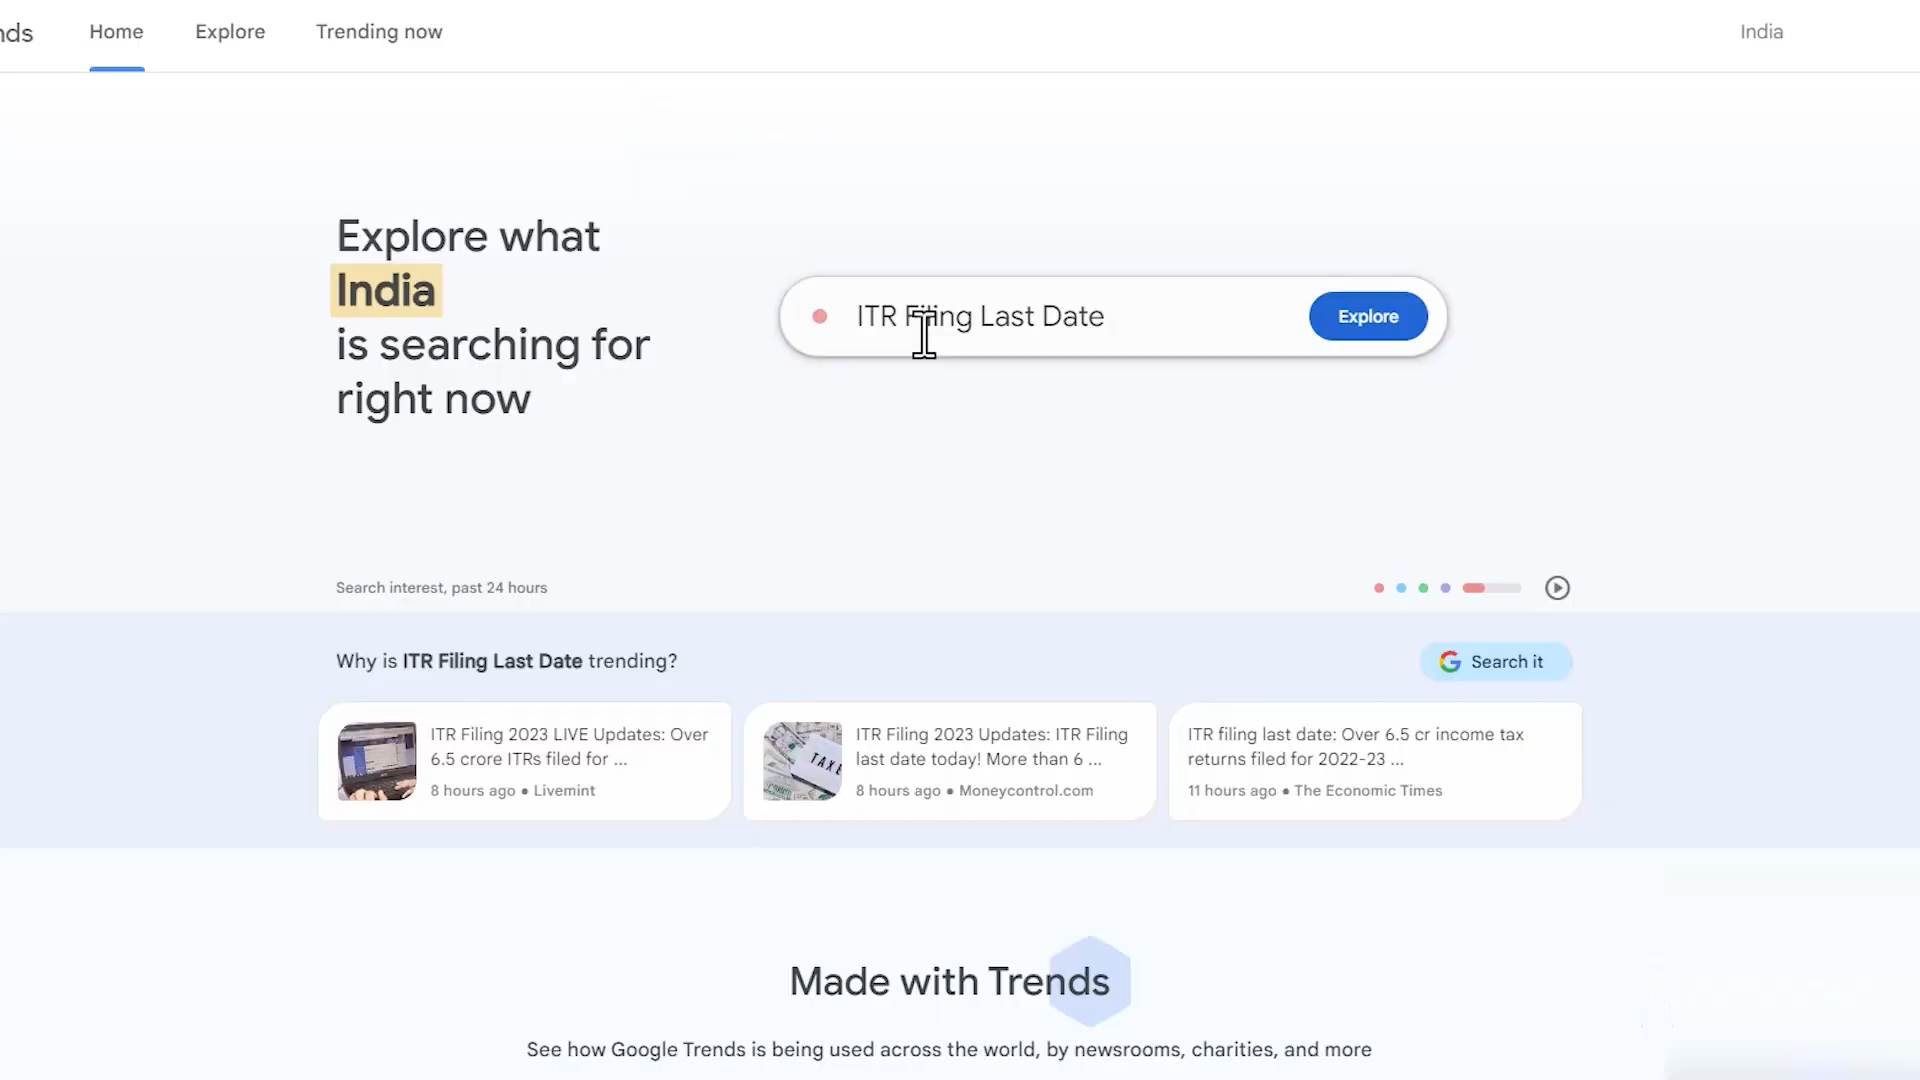 Home Explore Trending now India
Explore what
India
is searching for
right now
ITR Filing Last Date
Explore
Search interest, past 24 hours
Why is ITR Filing Last Date trending?
Search it
ITR Filing 2023 LIVE Updates: Over
6.5 crore ITRs filed for ...
8 hours ago • Livemint
ITR Filing 2023 Updates: ITR Filing
last date today! More than 6 ...
8 hours ago • Moneycontrol.com
ITR filing last date: Over 6.5 cr income tax
returns filed for 2022-23 ...
11 hours ago • The Economic Times
Made with Trends
See how Google Trends is being used across the world, by newsrooms, charities, and more